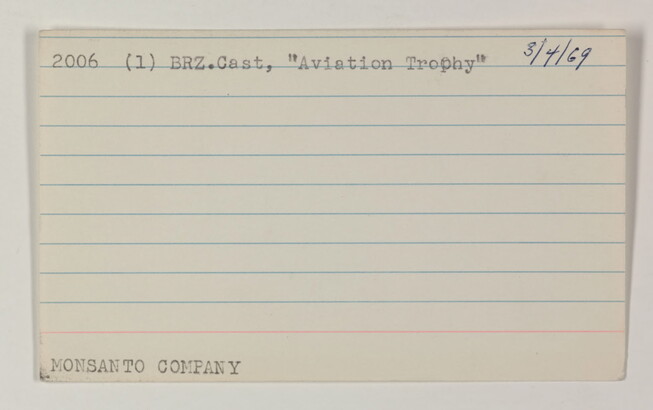 2006 (1) BRZ.Cast, "Aviation Trophy" 3/4/69
MONSANTO COMPANY